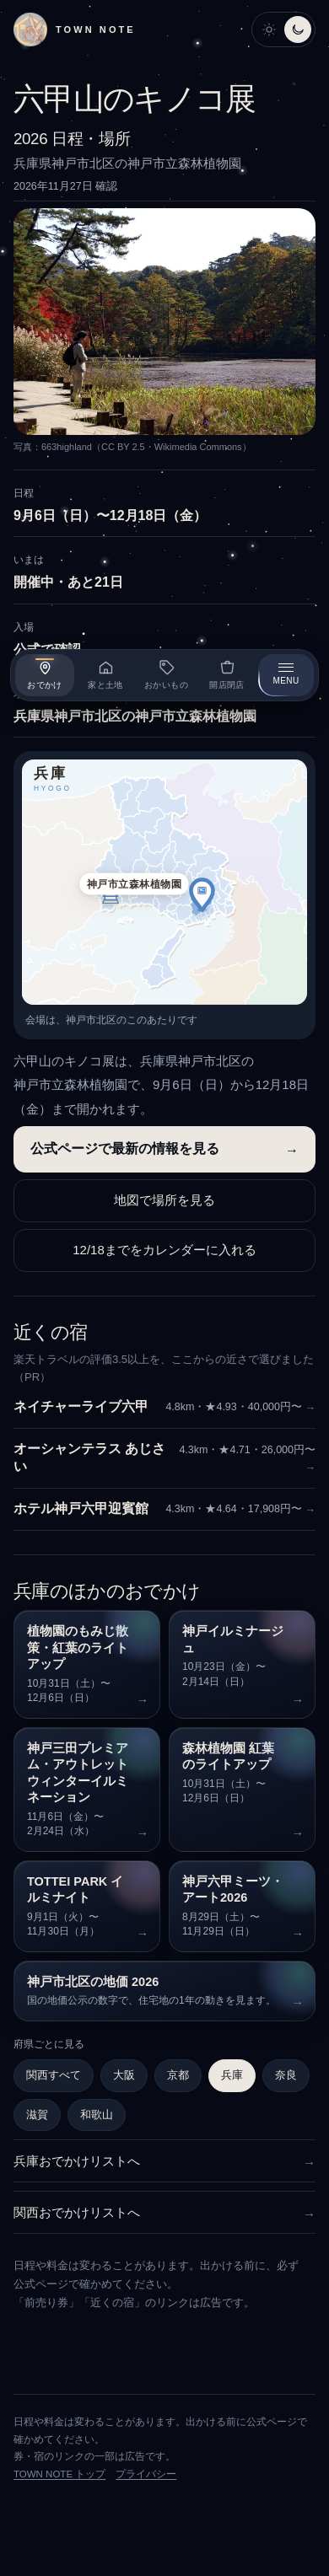 TOWN NOTE
六甲山のキノコ展
2026 日程・場所
兵庫県神戸市北区の神戸市立森林植物園
2026年11月27日 確認
写真：663highland（CC BY 2.5・Wikimedia Commons）
日程
9月6日（日）〜12月18日（金）
いまは
開催中・あと21日
入場
公式で確認
おでかけ
家と土地
おかいもの
開店閉店
MENU
兵庫県神戸市北区の神戸市立森林植物園
兵庫
HYOGO
神戸市立森林植物園
会場は、神戸市北区のこのあたりです
六甲山のキノコ展は、兵庫県神戸市北区の
神戸市立森林植物園で、9月6日（日）から12月18日
（金）まで開かれます。
公式ページで最新の情報を見る →
地図で場所を見る
12/18までをカレンダーに入れる
近くの宿
楽天トラベルの評価3.5以上を、ここからの近さで選びました
（PR）
ネイチャーライブ六甲 4.8km・★4.93・40,000円〜 →
オーシャンテラス あじさ
い
4.3km・★4.71・26,000円〜
→
ホテル神戸六甲迎賓館 4.3km・★4.64・17,908円〜 →
兵庫のほかのおでかけ
植物園のもみじ散
策・紅葉のライト
アップ
10月31日（土）〜
12月6日（日） →
神戸イルミナージ
ュ
10月23日（金）〜
2月14日（日）
→
神戸三田プレミア
ム・アウトレット
ウィンターイルミ
ネーション
11月6日（金）〜
2月24日（水） →
森林植物園 紅葉
のライトアップ
10月31日（土）〜
12月6日（日）
→
TOTTEI PARK イ
ルミナイト
9月1日（火）〜
11月30日（月） →
神戸六甲ミーツ・
アート2026
8月29日（土）〜
11月29日（日） →
神戸市北区の地価 2026
国の地価公示の数字で、住宅地の1年の動きを見ます。 →
府県ごとに見る
関西すべて
大阪
京都
兵庫
奈良
滋賀
和歌山
兵庫おでかけリストへ →
関西おでかけリストへ →
日程や料金は変わることがあります。出かける前に、必ず
公式ページで確かめてください。
「前売り券」「近くの宿」のリンクは広告です。
日程や料金は変わることがあります。出かける前に公式ページで
確かめてください。
券・宿のリンクの一部は広告です。
TOWN NOTE トップ プライバシー